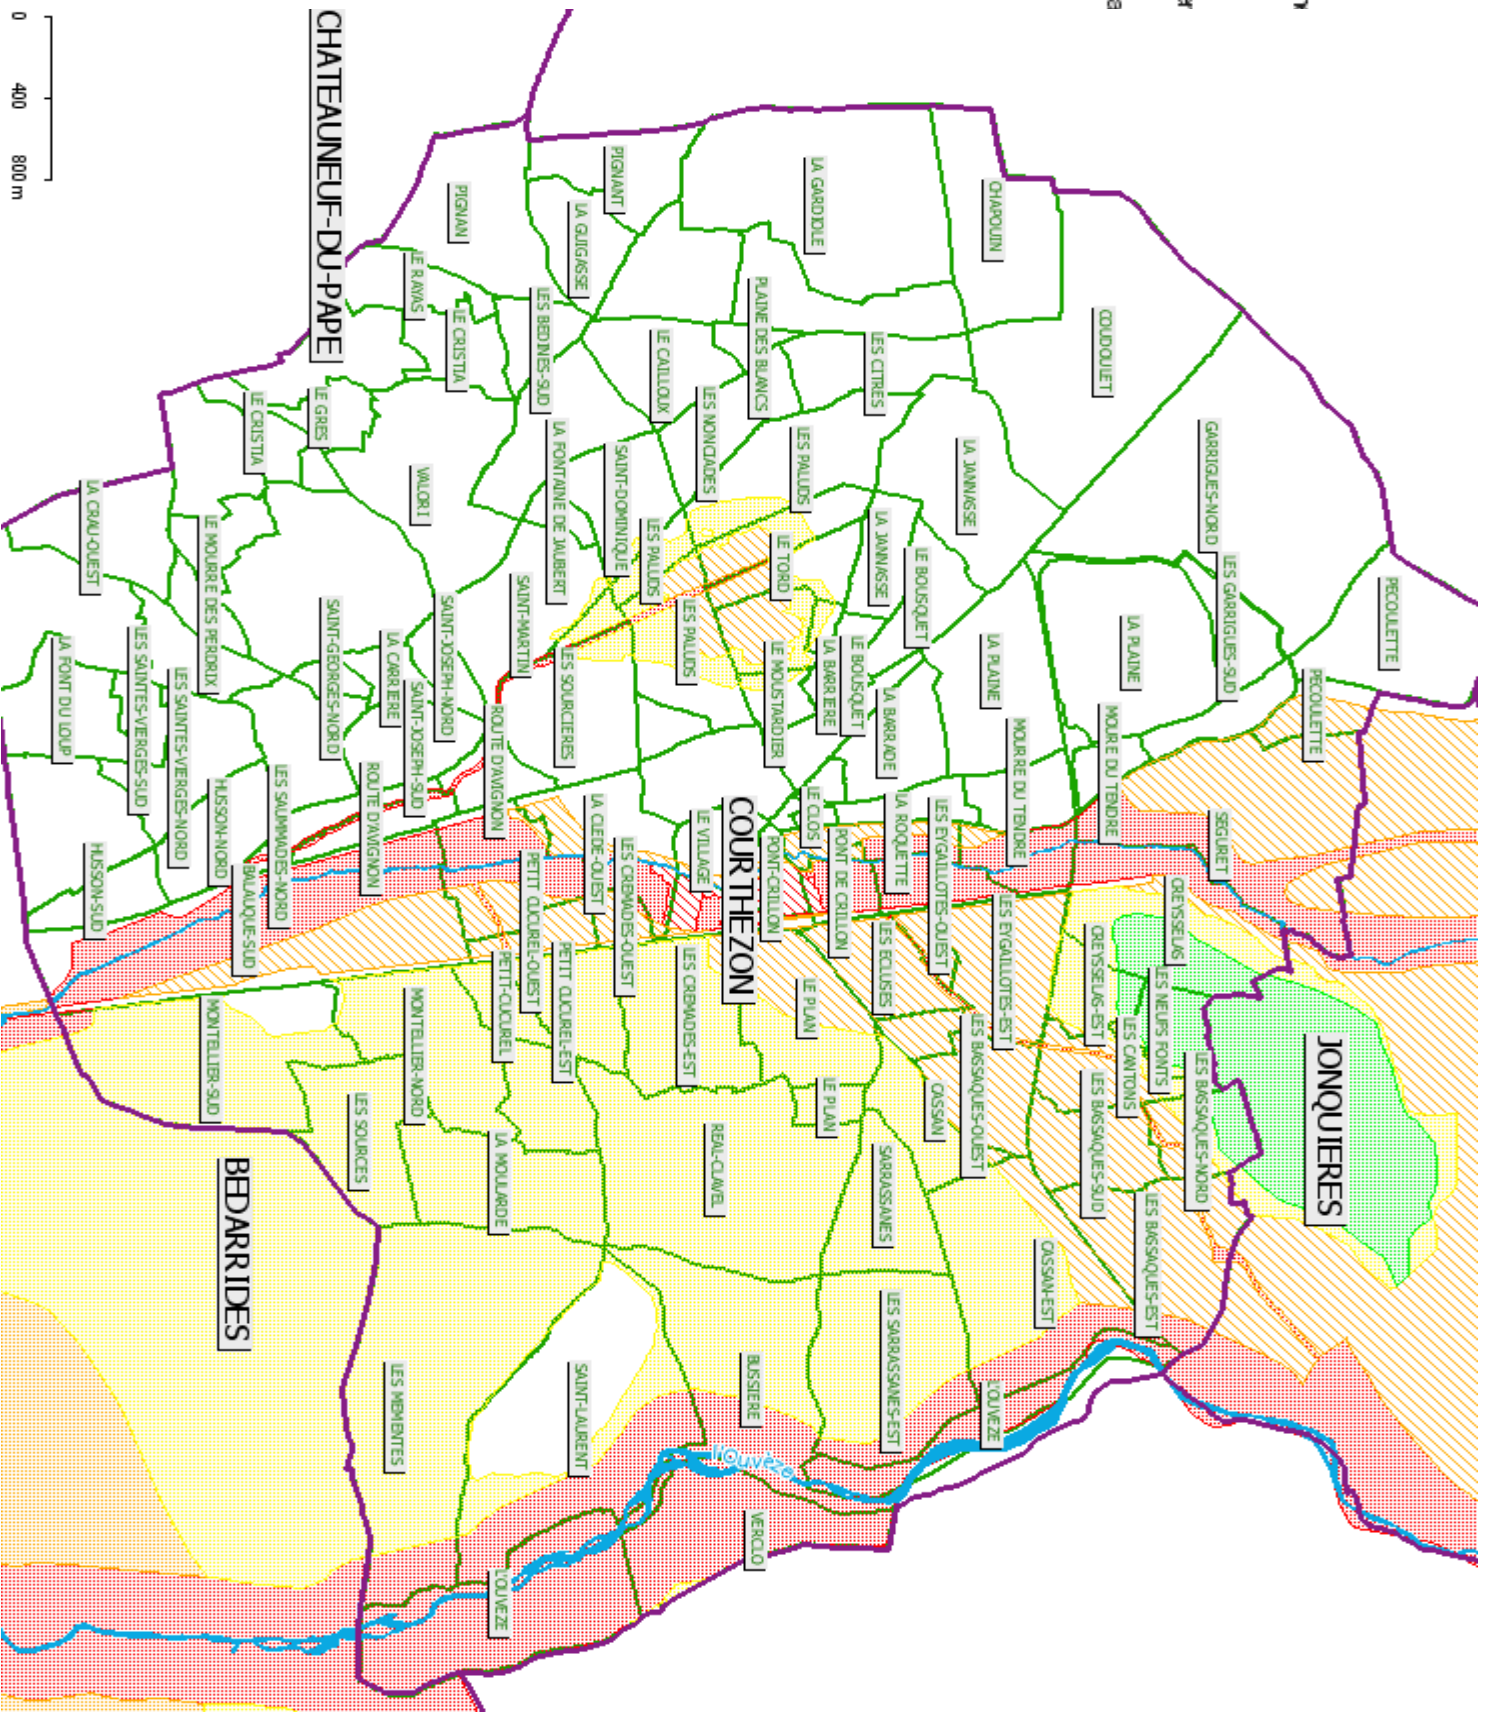 PECOULETTE
JONQUIERES
PECOULETTE
LES GARRIGUES-SUD
SEGURET
GARRIGUES-NORD
LES BASSAQUES-NORD
CREYSSELAS
LES NEUFS FONTS
LES BASSAQUES-EST
LA PLAINE
LES CANTONS
MOURE DU TENDRE
COUDOULET
CREYSSELAS-EST
LES BASSAQUES-SUD
CASSAN-EST
MOURRE DU TENDRE
LES EYGAILLOTES-EST
CHAPOUIN
LA PLAINE
L'OUVEZE
LES BASSAQUES-OUEST
LA JANNASSE
LES EYGAILLOTES-OUEST
CASSAN
LE BOUSQUET
LA ROQUETTE
LES SARRASSANES-EST
LA BARRADE
LES ECLUSES
SARRASSANES
LA JANNASSE
LES CITRES
LE BOUSQUET
PONT DE CRILLON
LA BARRIERE
LE PLAN
LA GARDIOLE
LE CLOS
LE PLAN
LES PALUDS
LE TORD
LE MOUSTARDIER
PONT-CRILLON
PLAINE DES BLANCS
l'Ouvèze
VERCLO
BUSSIERE
COURTHEZON
REAL-CLAVEL
LES NONCIADES
LE VILLAGE
LES PALUDS
LES CREMADES-EST
LE CAILLOUX
LES PALUDS
LES CREMADES-OUEST
SAINT-DOMINIQUE
PIGNANT
LA CLEDE-OUEST
LA GUIGASSE
SAINT-LAURENT
LES SOURCIERES
PETIT CUCUREL-EST
LA FONTAINE DE JAUBERT
LES BEDINES-SUD
PETIT CUCUREL-OUEST
SAINT-MARTIN
PETIT-CUCUREL
LA MOULARDE
L'OUVEZE
ROUTE D'AVIGNON
PIGNAN
LE CRISTIA
SAINT-JOSEPH-NORD
VALORI
LE RAYAS
SAINT-JOSEPH-SUD
MONTELLIER-NORD
LES MEMENTES
LA CARRIERE
ROUTE D'AVIGNON
LES SOURCES
SAINT-GEORGES-NORD
CHATEAUNEUF-DU-PAPE
LE GRES
LES SAUMMADES-NORD
LE CRISTIA
BALAUQUE-SUD
BEDARRIDES
HUSSON-NORD
LE MOURRE DES PERDRIX
MONTELLIER-SUD
LES SAINTES-VIERGES-NORD
LES SAINTES-VIERGES-SUD
HUSSON-SUD
LA CRAU-OUEST
LA FONT DU LOUP
0 400 800 m